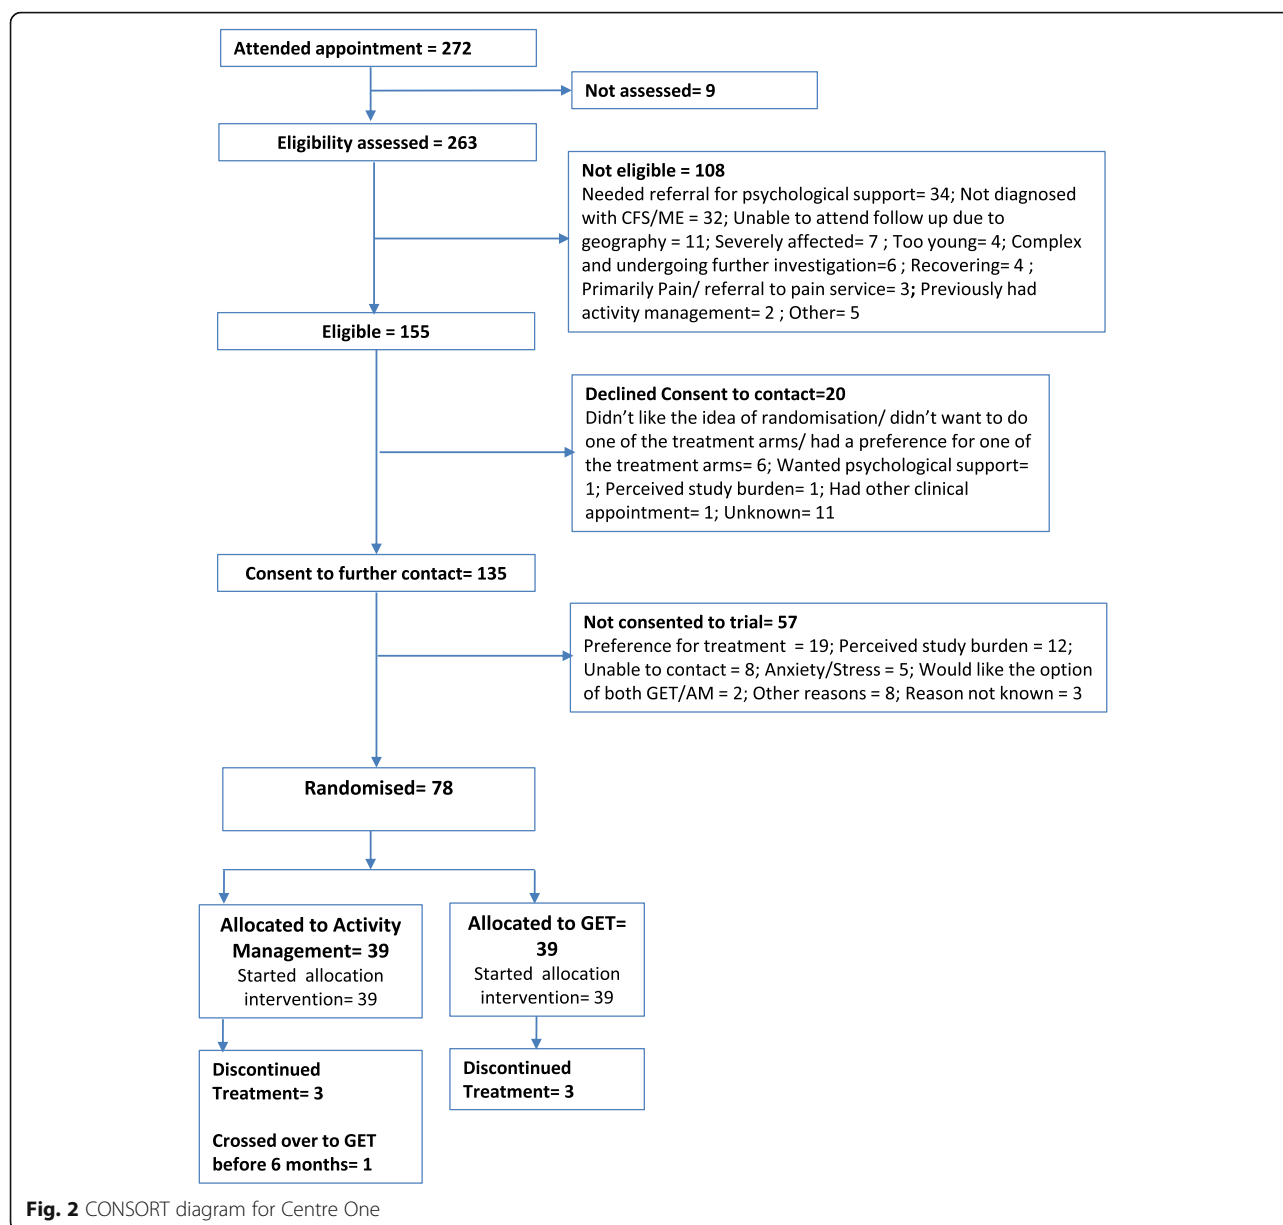 Attended appointment = 272
Not assessed= 9
Eligibility assessed = 263
Not eligible = 108
Needed referral for psychological support= 34; Not diagnosed
with CFS/ME = 32; Unable to attend follow up due to
geography = 11; Severely affected= 7 ; Too young= 4; Complex
and undergoing further investigation=6 ; Recovering= 4 ;
Primarily Pain/ referral to pain service= 3; Previously had
activity management= 2 ; Other= 5
Eligible = 155
Declined Consent to contact=20
Didn’t like the idea of randomisation/ didn’t want to do
one of the treatment arms/ had a preference for one of
the treatment arms= 6; Wanted psychological support=
1; Perceived study burden= 1; Had other clinical
appointment= 1; Unknown= 11
Consent to further contact= 135
Not consented to trial= 57
Preference for treatment = 19; Perceived study burden = 12;
Unable to contact = 8; Anxiety/Stress = 5; Would like the option
of both GET/AM = 2; Other reasons = 8; Reason not known = 3
Randomised= 78
Allocated to Activity
Management= 39
Started allocation
intervention= 39
Allocated to GET=
39
Started allocation
intervention= 39
Discontinued
Treatment= 3
Crossed over to GET
before 6 months= 1
Discontinued
Treatment= 3
Fig. 2 CONSORT diagram for Centre One